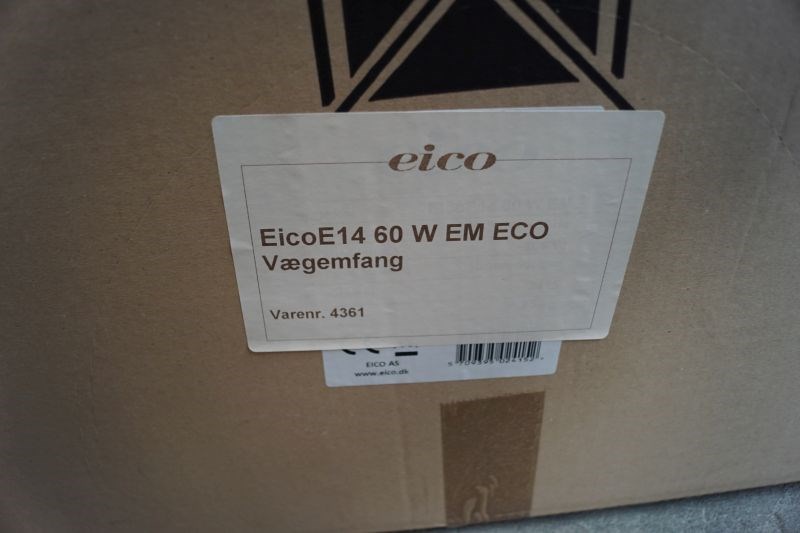 eico
EicoE14 60 W EM ECO
Vægemfang
Varenr. 4361
EICO AS
www.eico.dk